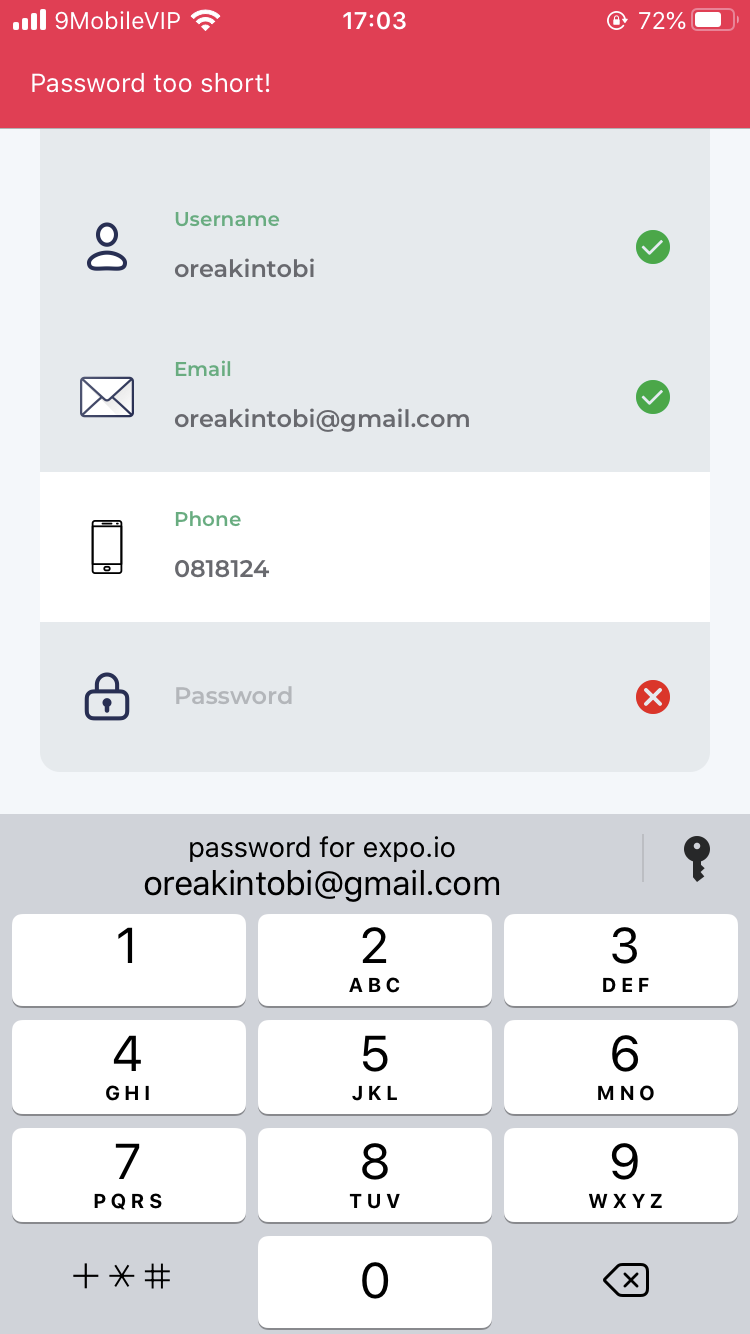 9MobileVIP 17:03 72%
Password too short!
Username
oreakintobi
Email
oreakintobi@gmail.com
Phone
0818124
Password
password for expo.io
oreakintobi@gmail.com
1 2 3
ABC DEF
4 5 6
GHI JKL MNO
7 8 9
PQRS TUV WXYZ
+*# 0